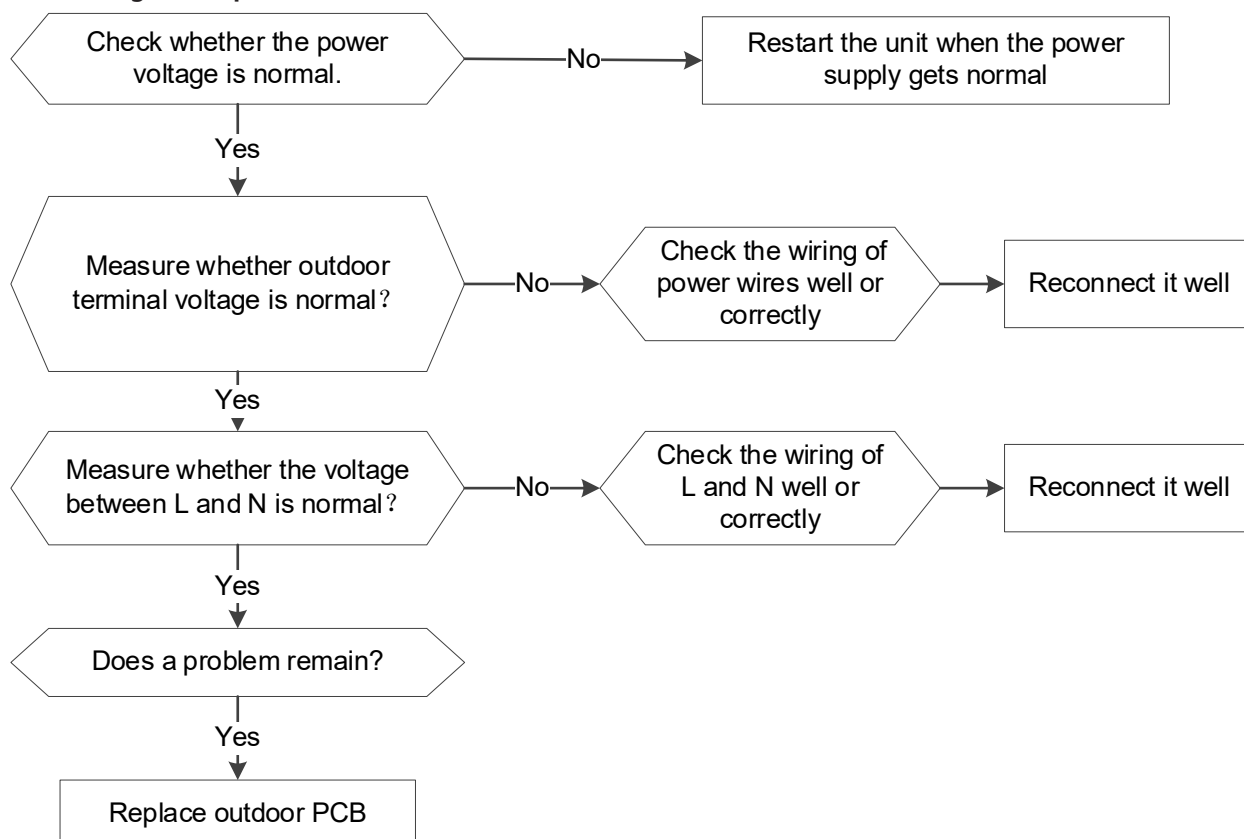 Check whether the power
voltage is normal.
No
Restart the unit when the power
supply gets normal
Yes
Measure whether outdoor
terminal voltage is normal？
No
Check the wiring of
power wires well or
correctly
Reconnect it well
Yes
Measure whether the voltage
between L and N is normal？
No
Check the wiring of
L and N well or
correctly
Reconnect it well
Yes
Does a problem remain?
Yes
Replace outdoor PCB